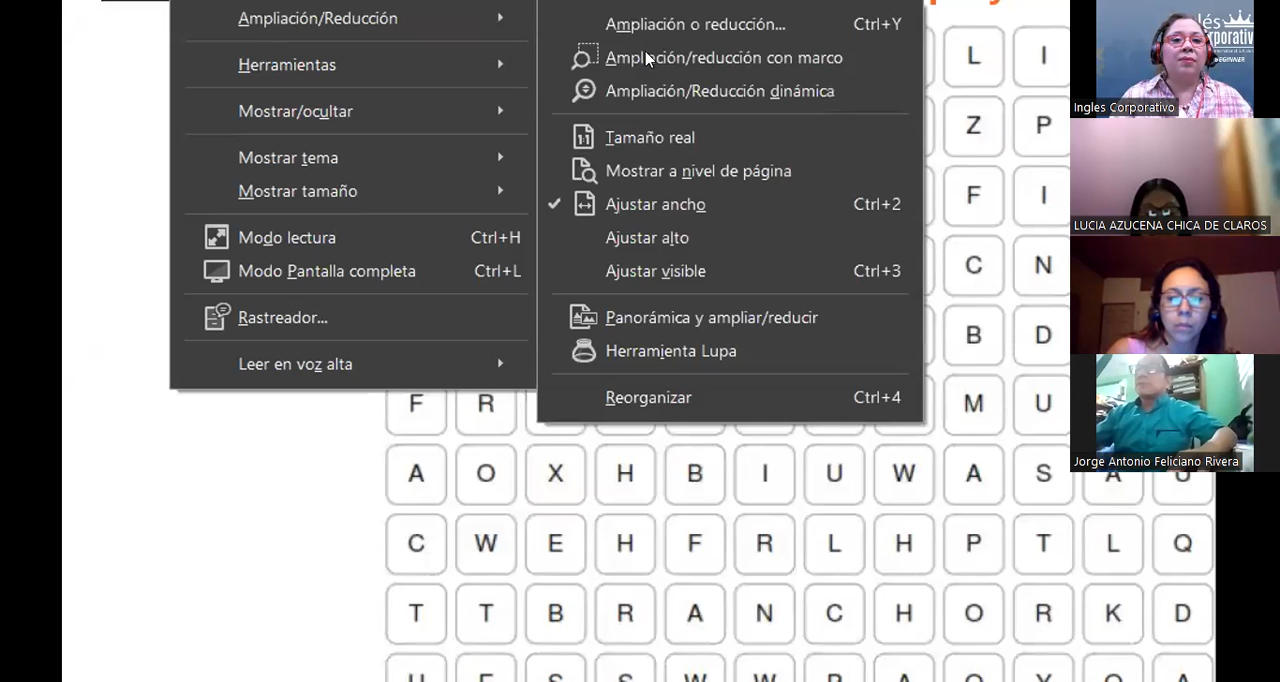 Ampliación/Reducción
Herramientas
Mostrar/ocultar
Mostrar tema
Mostrar tamaño
Modo lectura Ctrl+H
Modo Pantalla completa Ctrl+L
Rastreador...
Leer en voz alta
Ampliación o reducción... Ctrl+Y
Ampliación/reducción con marco
Ampliación/Reducción dinámica
Tamaño real
Mostrar a nivel de página
Ajustar ancho Ctrl+2
Ajustar alto
Ajustar visible Ctrl+3
Panorámica y ampliar/reducir
Herramienta Lupa
Reorganizar Ctrl+4
L I
Z P
F I
C N
B D
F R M U
A O X H B I U W A S A U
C W E H F R L H P T L Q
T T B R A N C H O R K D
Ingles Corporativo
LUCIA AZUCENA CHICA DE CLAROS
Jorge Antonio Feliciano Rivera